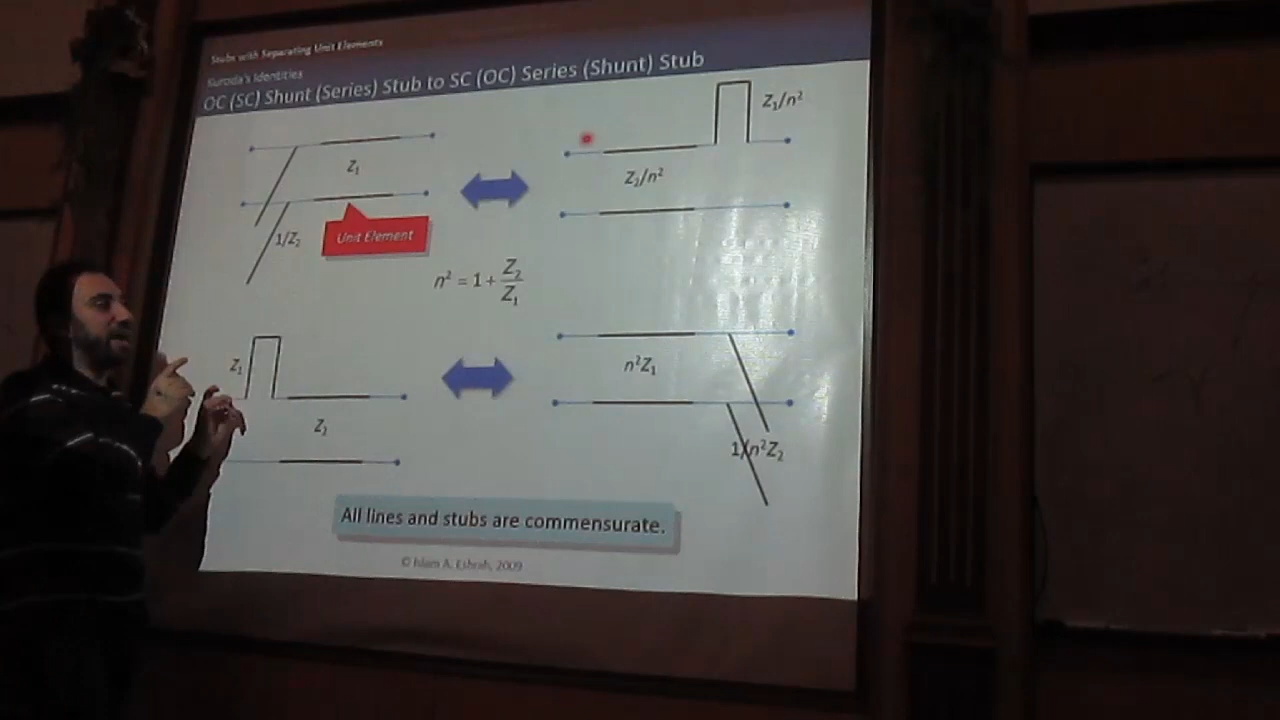 Stubs with Separating Unit Elements
Kuroda's Identities
OC (SC) Shunt (Series) Stub to SC (OC) Series (Shunt) Stub
Z₁
1/Z₂
Unit Element
Z₁/n²
Z₂/n²
n² = 1 + Z₂/Z₁
Z₁
Z₂
n²Z₁
1/n²Z₂
All lines and stubs are commensurate.
© Islam A. Eshrah, 2009